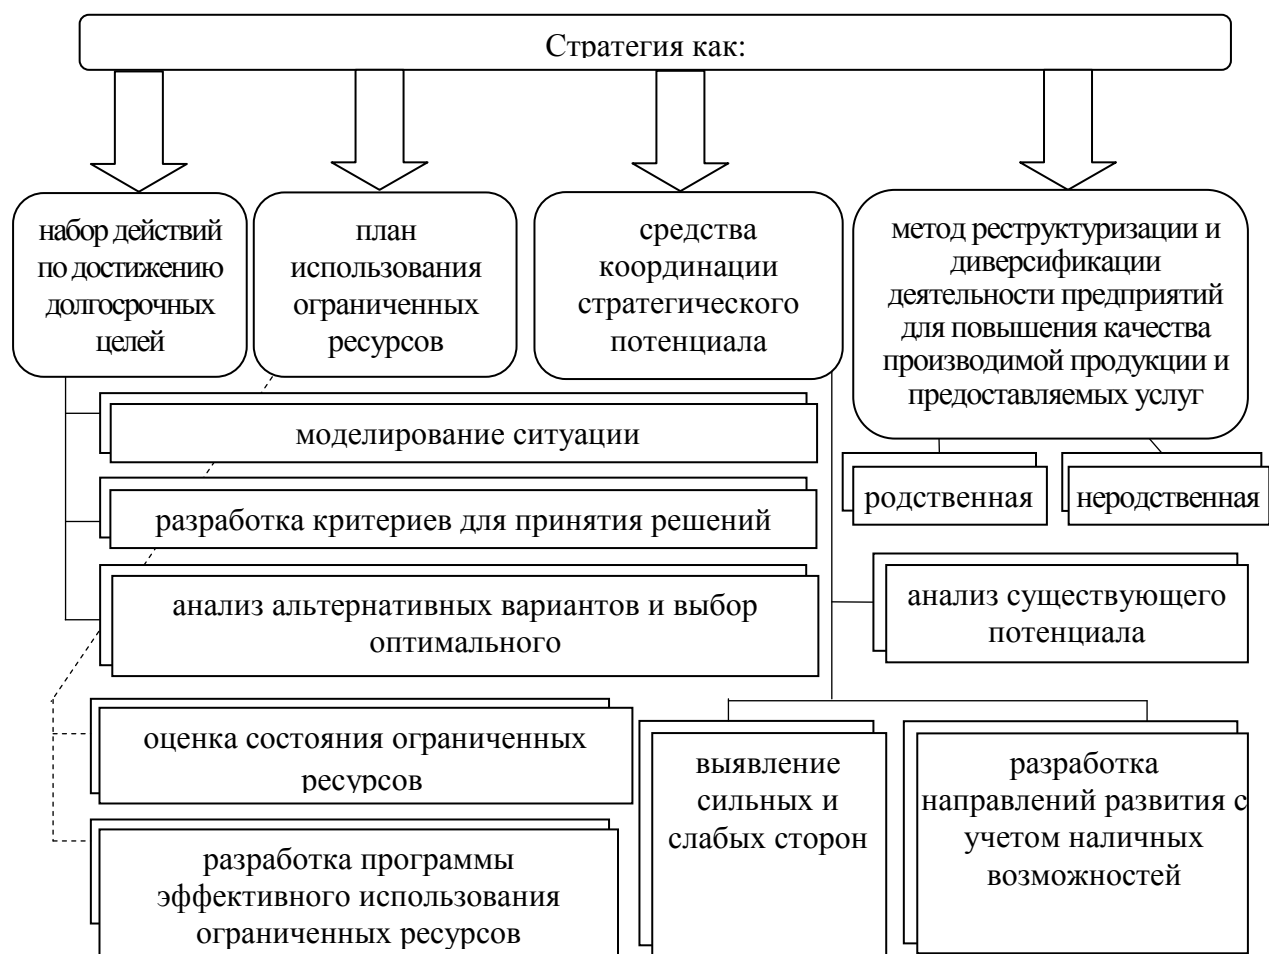 Стратегия как:
набор действий
по достижению
долгосрочных
целей
план
использования
ограниченных
ресурсов
средства
координации
стратегического
потенциала
метод реструктуризации и
диверсификации
деятельности предприятий
для повышения качества
производимой продукции и
предоставляемых услуг
моделирование ситуации
родственная
неродственная
разработка критериев для принятия решений
анализ альтернативных вариантов и выбор
оптимального
анализ существующего
потенциала
оценка состояния ограниченных
ресурсов
выявление
сильных и
слабых сторон
разработка
направлений развития с
учетом наличных
возможностей
разработка программы
эффективного использования
ограниченных ресурсов